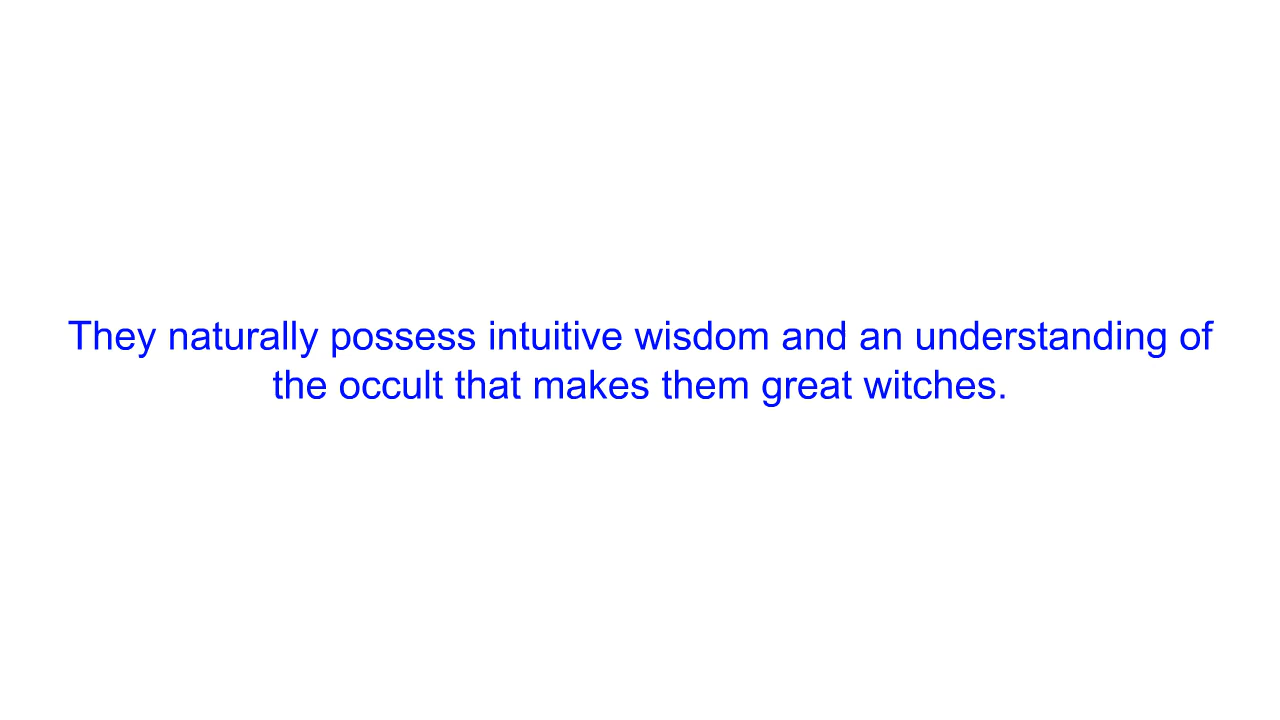 They naturally possess intuitive wisdom and an understanding of
the occult that makes them great witches.